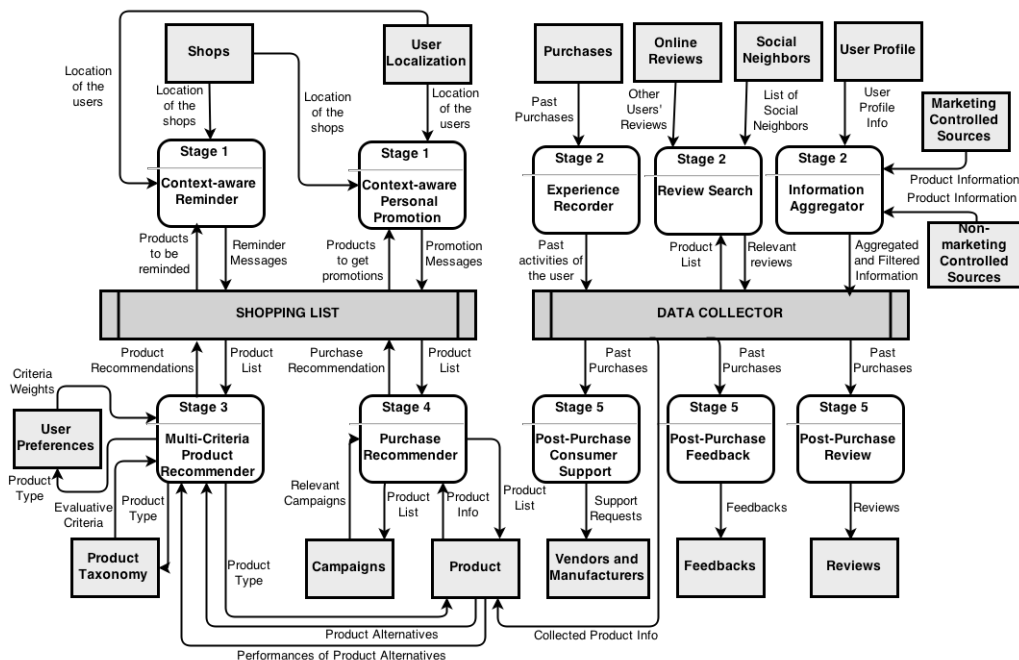 Shops
User
Localization
Purchases
Online
Reviews
Social
Neighbors
User Profile
Location
of the
users
Location
of the
shops
Location
of the
shops
Location
of the
users
Past
Purchases
Other
Users'
Reviews
List of
Social
Neighbors
User
Profile
Info
Marketing
Controlled
Sources
Stage 1
Context-aware
Reminder
Stage 1
Context-aware
Personal
Promotion
Stage 2
Experience
Recorder
Stage 2
Review Search
Stage 2
Information
Aggregator
Product Information
Product Information
Non-
marketing
Controlled
Sources
Products
to be
reminded
Reminder
Messages
Products
to get
promotions
Promotion
Messages
Past
activities of
the user
Product
List
Relevant
reviews
Aggregated
and Filtered
Information
SHOPPING LIST
DATA COLLECTOR
Product
Recommendations
Product
List
Purchase
Recommendation
Product
List
Past
Purchases
Past
Purchases
Past
Purchases
Criteria
Weights
User
Preferences
Stage 3
Multi-Criteria
Product
Recommender
Stage 4
Purchase
Recommender
Stage 5
Post-Purchase
Consumer
Support
Stage 5
Post-Purchase
Feedback
Stage 5
Post-Purchase
Review
Product
Type
Evaluative
Criteria
Product
Type
Relevant
Campaigns
Product
List
Product
Info
Product
List
Support
Requests
Feedbacks
Reviews
Product
Taxonomy
Product
Type
Campaigns
Product
Vendors and
Manufacturers
Feedbacks
Reviews
Product Alternatives
Collected Product Info
Performances of Product Alternatives